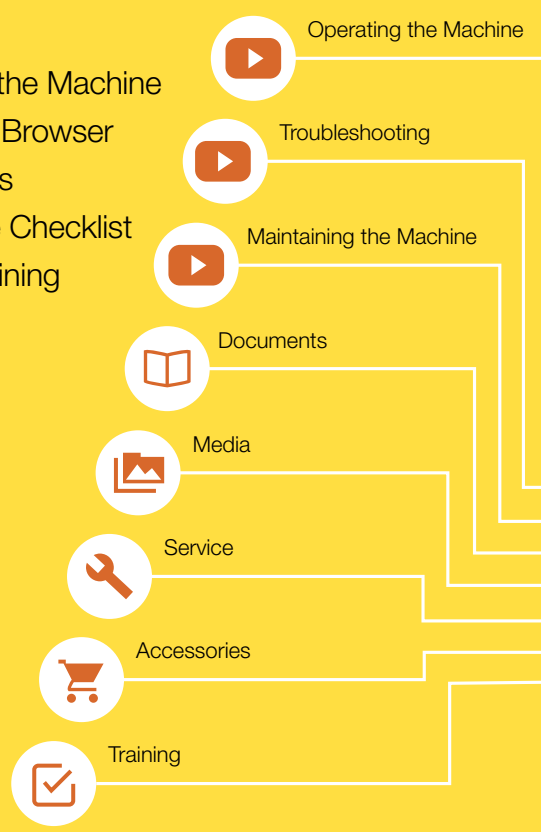 the Machine
Browser
s
Checklist
ining
Operating the Machine
Troubleshooting
Maintaining the Machine
Documents
Media
Service
Accessories
Training